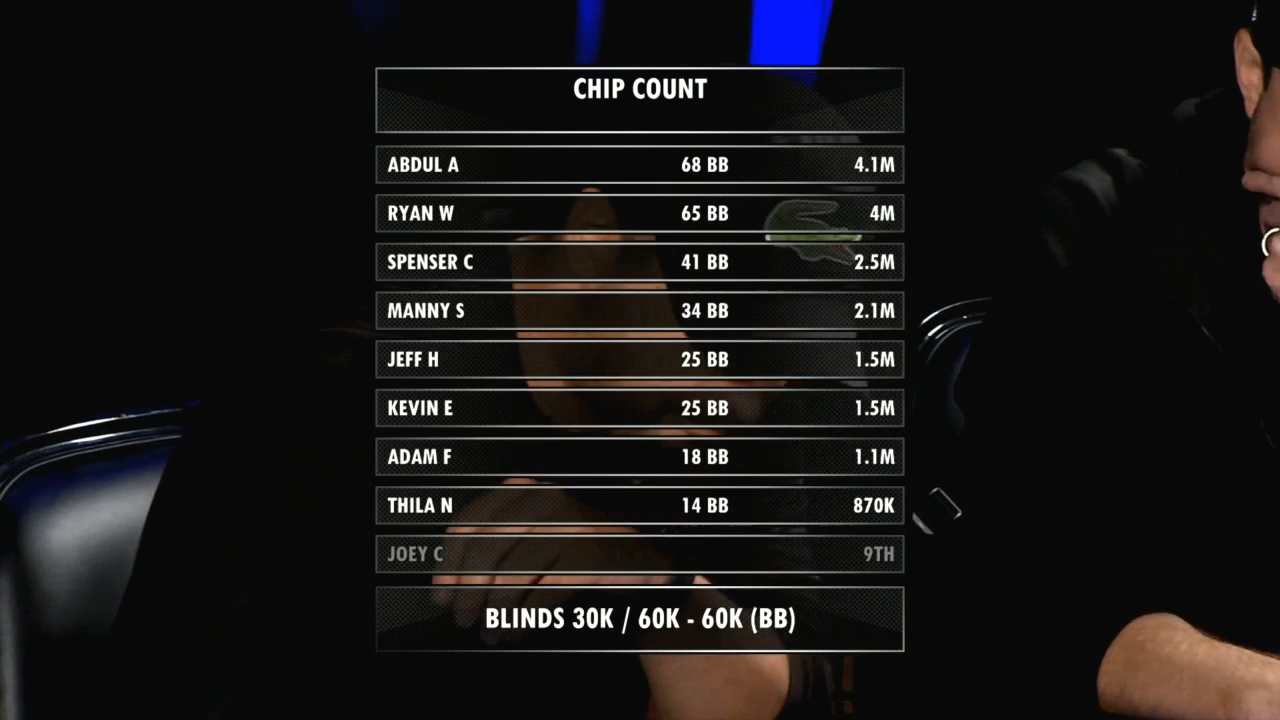 CHIP COUNT
ABDUL A 68 BB 4.1M
RYAN W 65 BB 4M
SPENSER C 41 BB 2.5M
MANNY S 34 BB 2.1M
JEFF H 25 BB 1.5M
KEVIN E 25 BB 1.5M
ADAM F 18 BB 1.1M
THILA N 14 BB 870K
JOEY C 9TH
BLINDS 30K / 60K - 60K (BB)